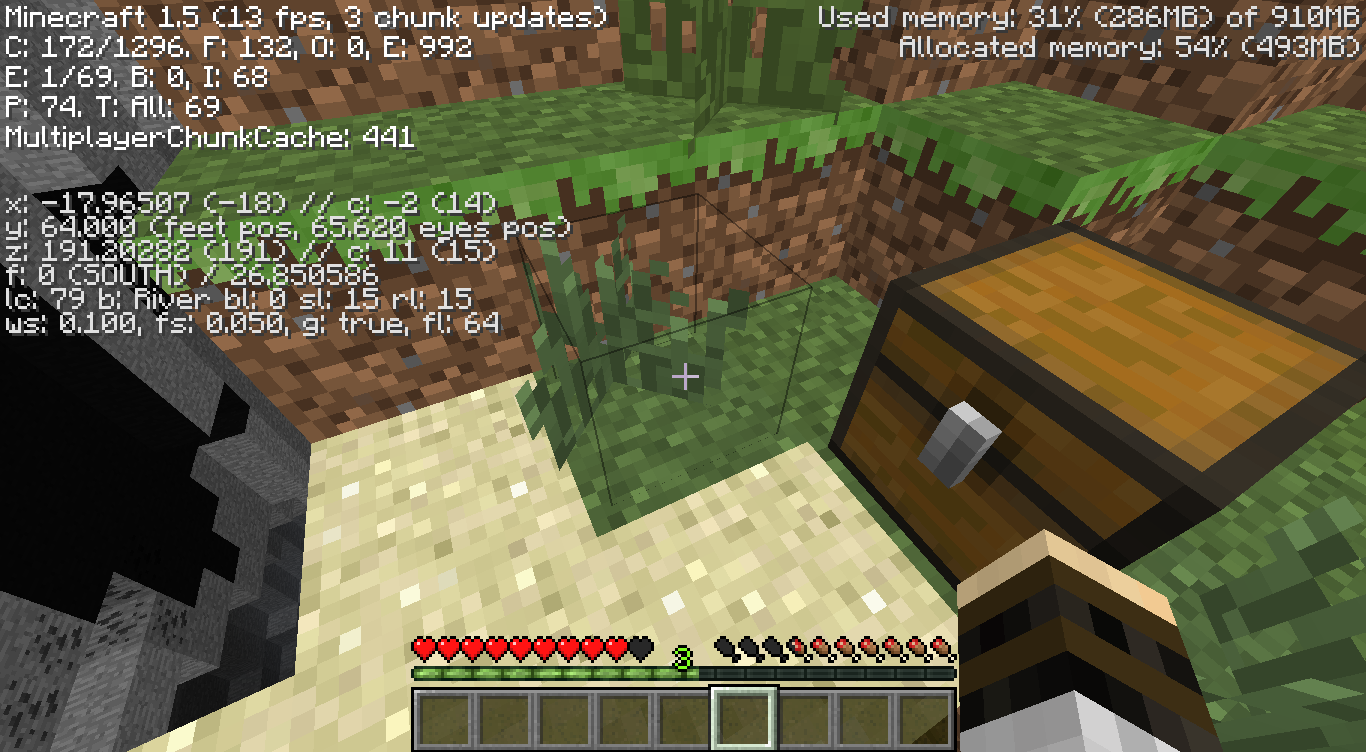 Minecraft 1.5 (13 fps, 3 chunk updates)
C: 172/1296. F: 132, O: 0, E: 992
E: 1/69. B: 0, I: 68
P: 74. T: All: 69
MultiplayerChunkCache: 441
x: -17.96507 (-18) // c: -2 (14)
y: 64.000 (feet pos, 65.620 eyes pos)
z: 191.30282 (191) // c: 11 (15)
f: 0 (SOUTH) / 26.850586
lc: 79 b: River bl: 0 sl: 15 rl: 15
ws: 0.100, fs: 0.050, g: true, fl: 64
Used memory: 31% (286MB) of 910MB
Allocated memory: 54% (493MB)
3